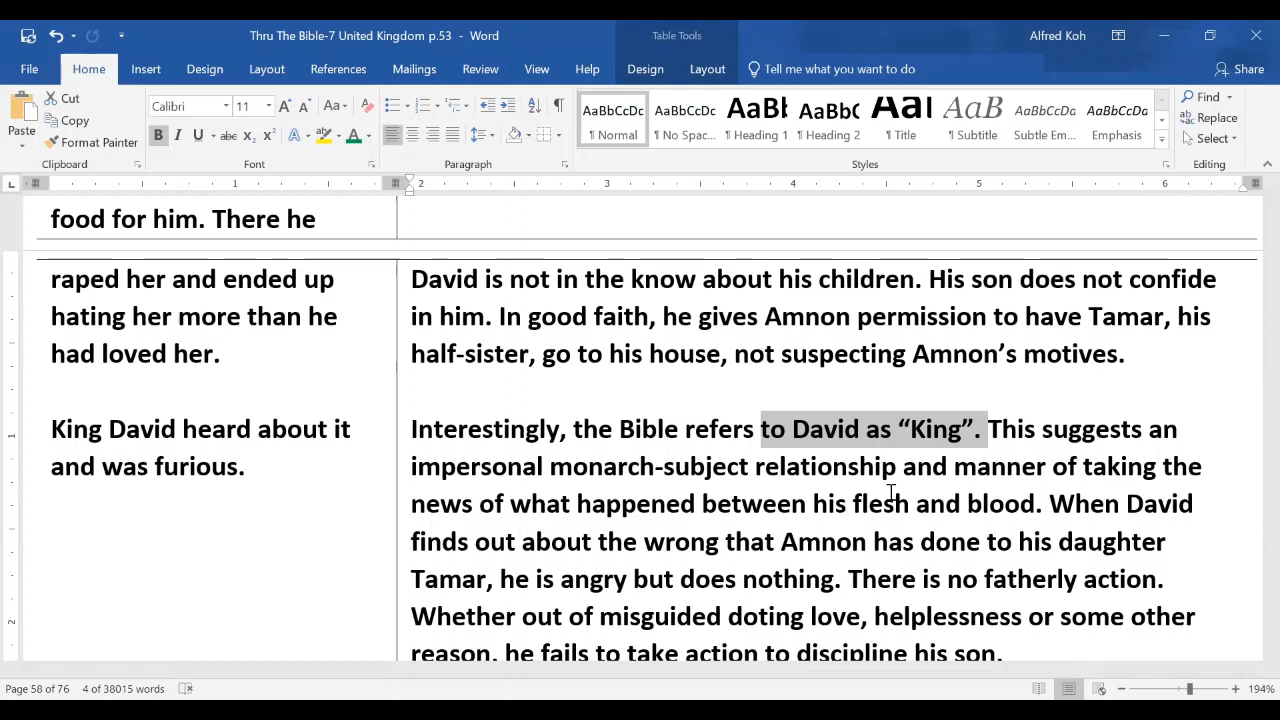 Thru The Bible-7 United Kingdom p.53 - Word
Table Tools
Alfred Koh
File Home Insert Design Layout References Mailings Review View Help Design Layout Tell me what you want to do Share
Paste
Cut
Copy
Format Painter
Clipboard
Calibri 11
Font
Paragraph
AaBbCcDc AaBbCcDc AaBb( AaBbC AaB AaB AaBbCcDc AaBbCcDc
¶ Normal ¶ No Spac... ¶ Heading 1 ¶ Heading 2 ¶ Title ¶ Subtitle Subtle Em... Emphasis
Styles
Find
Replace
Select
Editing
1 2 3 4 5 6
food for him. There he
raped her and ended up
hating her more than he
had loved her.
King David heard about it
and was furious.
David is not in the know about his children. His son does not confide
in him. In good faith, he gives Amnon permission to have Tamar, his
half-sister, go to his house, not suspecting Amnon’s motives.
Interestingly, the Bible refers to David as “King”. This suggests an
impersonal monarch-subject relationship and manner of taking the
news of what happened between his flesh and blood. When David
finds out about the wrong that Amnon has done to his daughter
Tamar, he is angry but does nothing. There is no fatherly action.
Whether out of misguided doting love, helplessness or some other
reason, he fails to take action to discipline his son.
Page 58 of 76 4 of 38015 words 194%